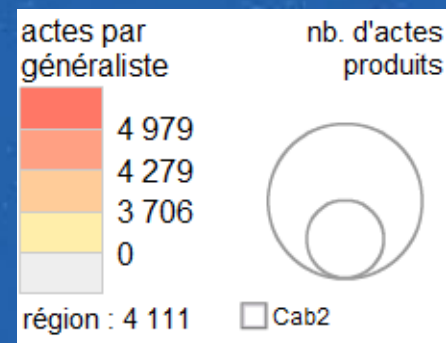 actes par
généraliste
4 979
4 279
3 706
0
région : 4 111
nb. d'actes
produits
Cab2